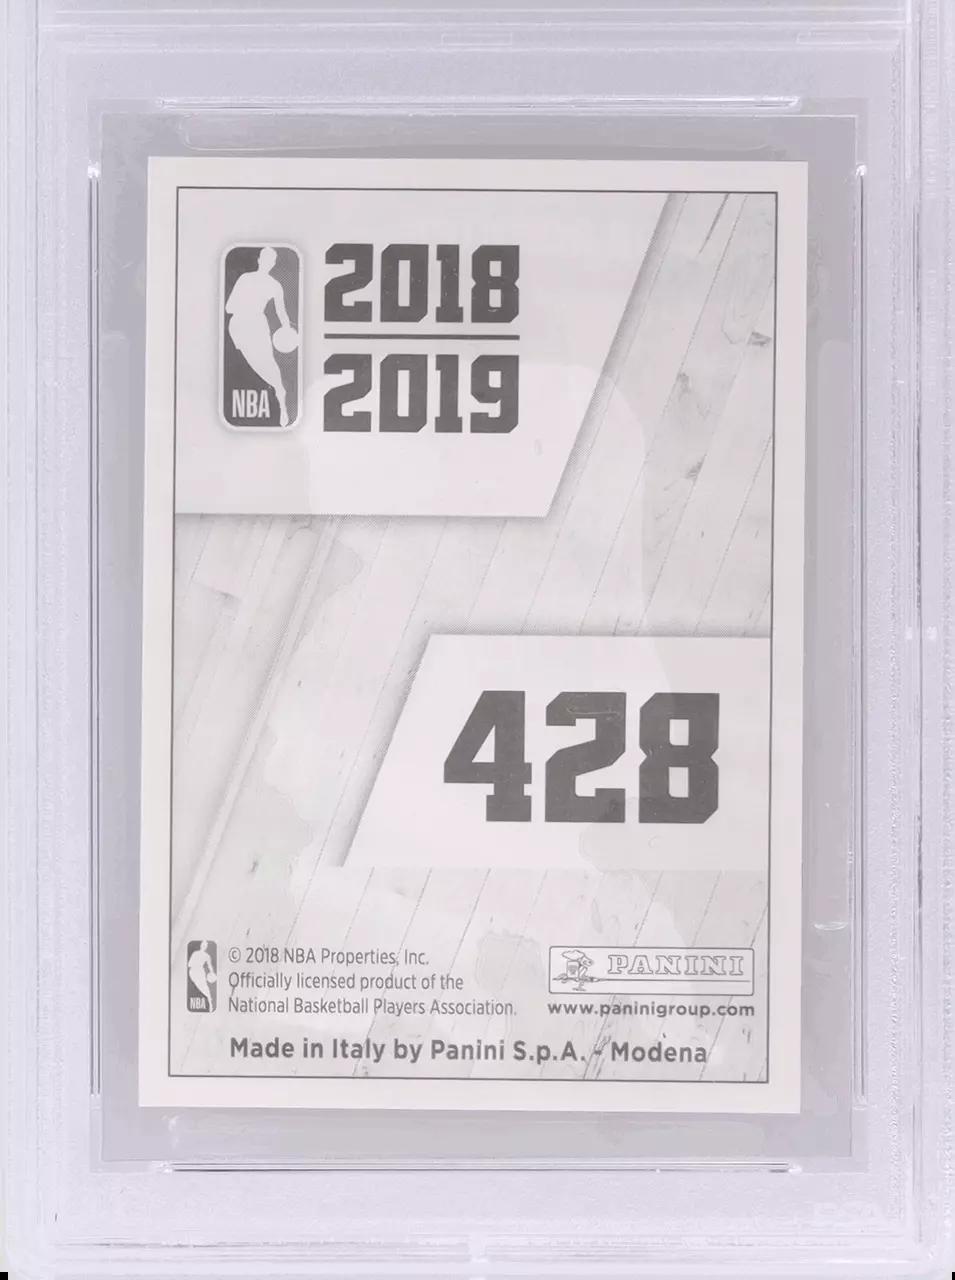 2018
2019
NBA
428
© 2018 NBA Properties, Inc.
Officially licensed product of the
National Basketball Players Association.
NBA
PANINI
www.paninigroup.com
Made in Italy by Panini S.p.A. - Modena